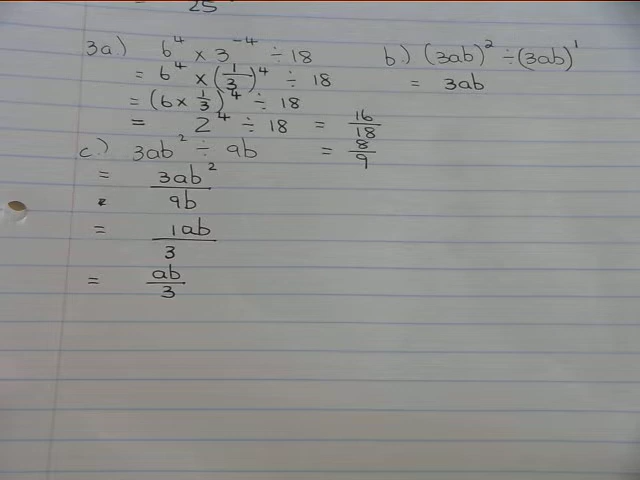 25
3a) 6⁴ × 3⁻⁴ ÷ 18
= 6⁴ × (1/3)⁴ ÷ 18
= (6 × 1/3)⁴ ÷ 18
= 2⁴ ÷ 18 = 16/18
= 8/9
b.) (3ab)² ÷ (3ab)¹
= 3ab
c.) 3ab² ÷ 9b
= 3ab²/9b
= 1ab/3
= ab/3